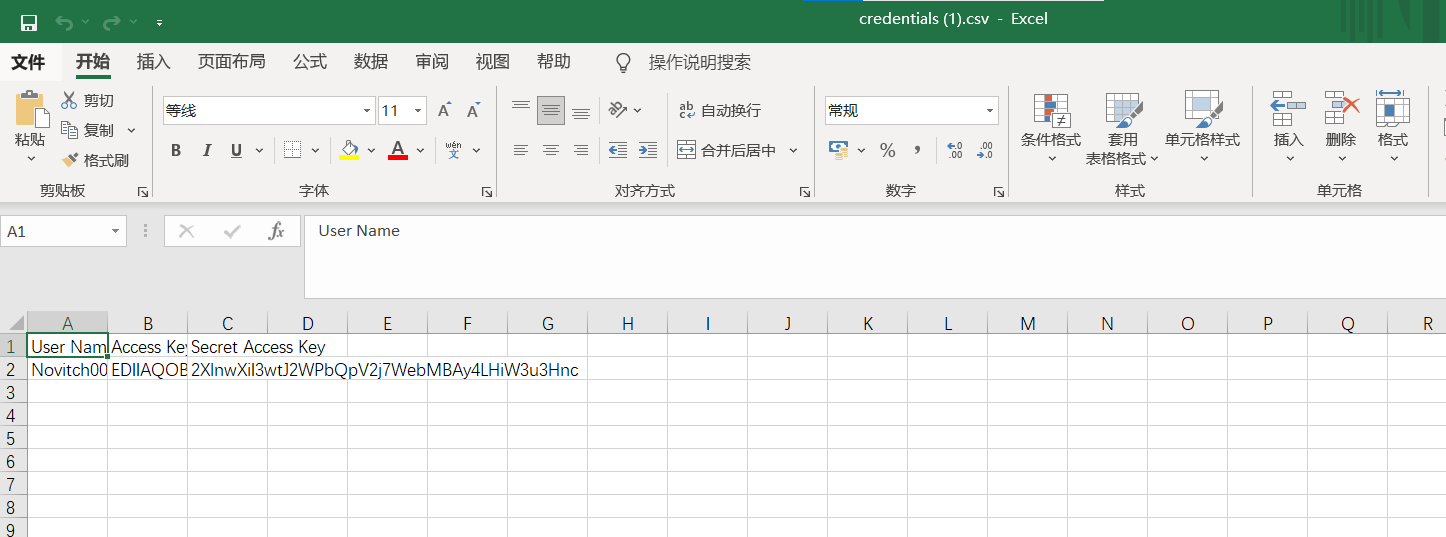 credentials (1).csv - Excel
文件 开始 插入 页面布局 公式 数据 审阅 视图 帮助 操作说明搜索
粘贴
剪切
复制
格式刷
剪贴板
等线 11 A A
B I U A wén 文
字体
ab 自动换行
合并后居中
对齐方式
常规
% , .00 .00
数字
条件格式
套用
表格格式
单元格样式
样式
插入
删除
格式
单元格
A1 fx User Name
A B C D E F G H I J K L M N O P Q R
1 User Nam Access Key Secret Access Key
2 Novitch00 EDIIAQOB 2XInwXiI3wtJ2WPbQpV2j7WebMBAy4LHiW3u3Hnc
3
4
5
6
7
8
9